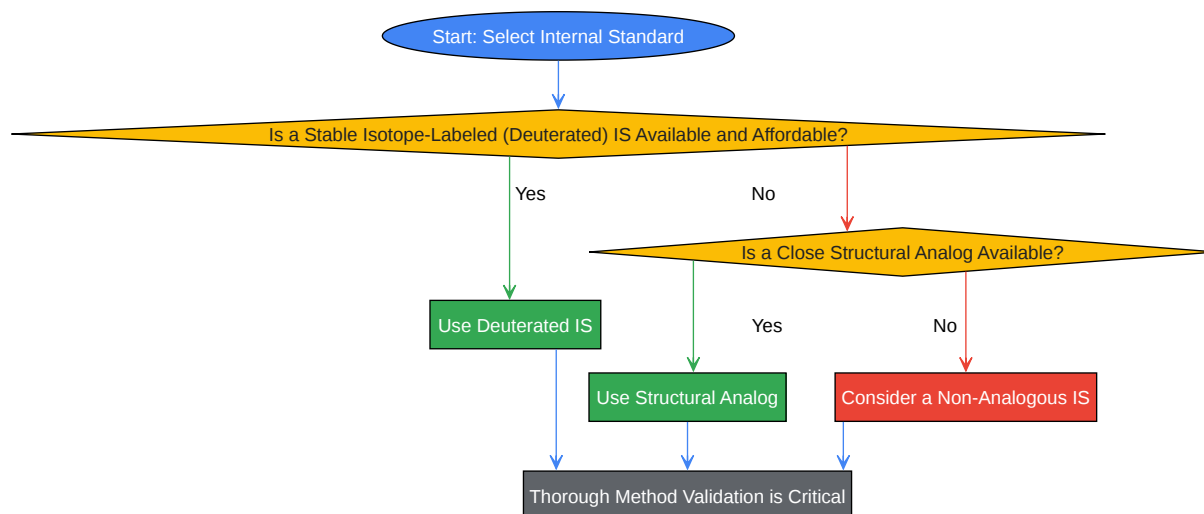 Start: Select Internal Standard
Is a Stable Isotope-Labeled (Deuterated) IS Available and Affordable?
Yes
No
Is a Close Structural Analog Available?
Use Deuterated IS
Yes
No
Use Structural Analog
Consider a Non-Analogous IS
Thorough Method Validation is Critical